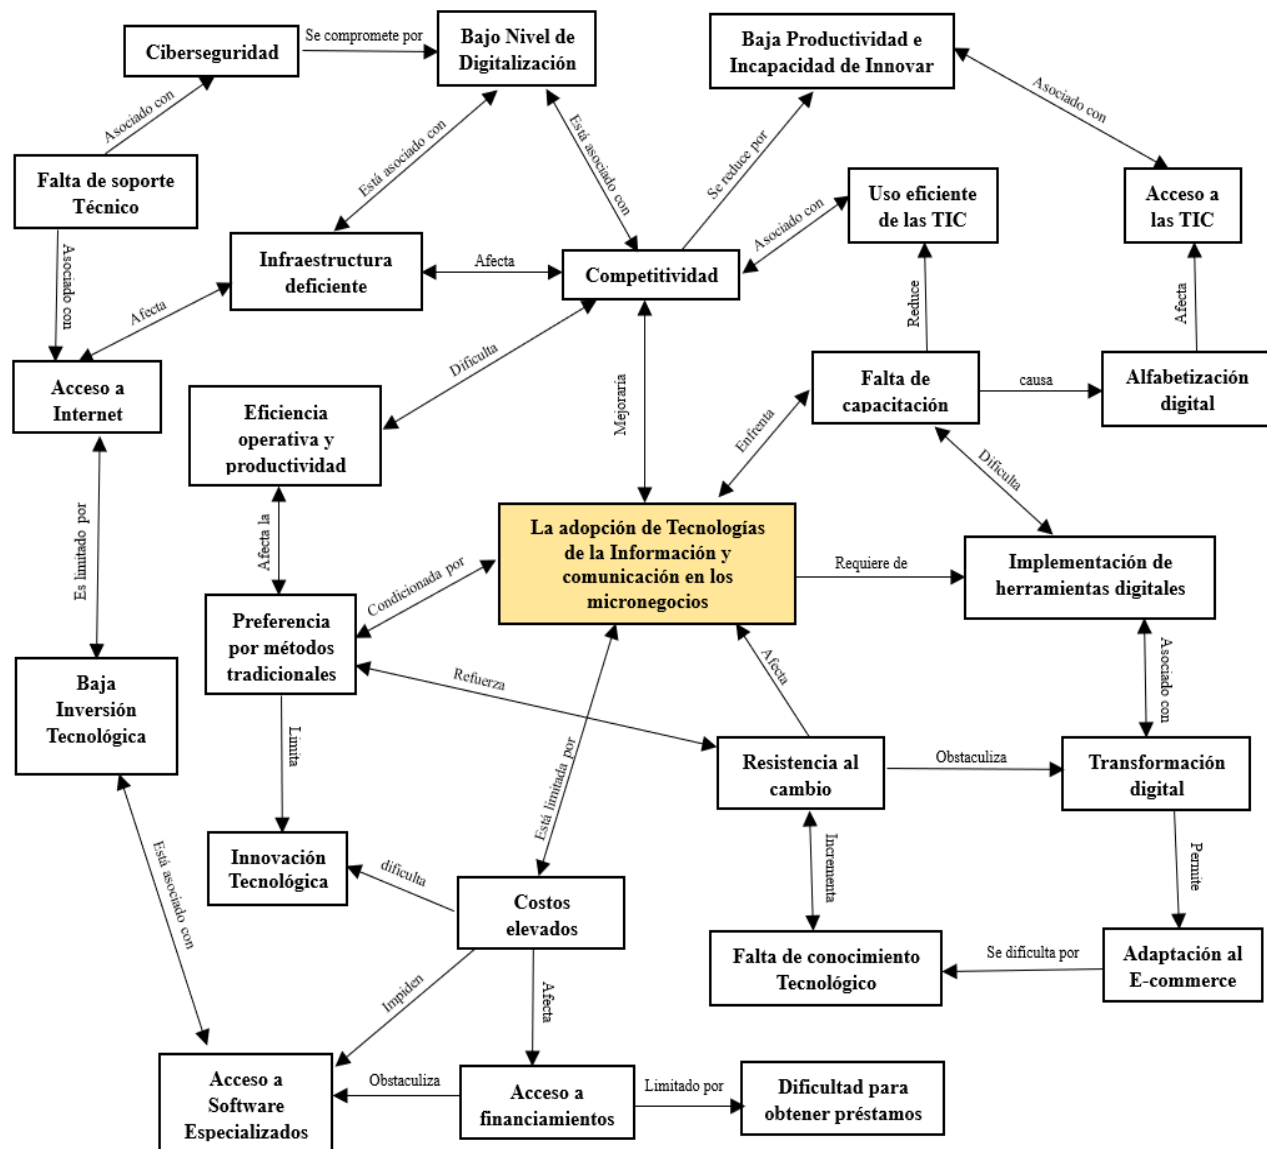 Ciberseguridad
Se compromete por
Bajo Nivel de
Digitalización
Baja Productividad e
Incapacidad de Innovar
Asociado con
Asociado con
Está asociado con
Está asociado con
Se reduce por
Falta de soporte
Técnico
Uso eficiente
de las TIC
Acceso a
las TIC
Asociado con
Infraestructura
deficiente
Afecta
Competitividad
Asociado con
Afecta
Reduce
Afecta
Acceso a
Internet
Dificulta
Mejoraría
Falta de
capacitación
causa
Alfabetización
digital
Eficiencia
operativa y
productividad
Enfrenta
Dificulta
Es limitado por
Afecta la
Condicionada por
La adopción de Tecnologías
de la Información y
comunicación en los
micronegocios
Requiere de
Implementación de
herramientas digitales
Preferencia
por métodos
tradicionales
Refuerza
Afecta
Asociado con
Baja
Inversión
Tecnológica
Limita
Está limitada por
Resistencia al
cambio
Obstaculiza
Transformación
digital
Está asociado con
Innovación
Tecnológica
dificulta
Costos
elevados
Incrementa
Permite
Falta de conocimiento
Tecnológico
Se dificulta por
Adaptación al
E-commerce
Impiden
Afecta
Acceso a
Software
Especializados
Obstaculiza
Acceso a
financiamientos
Limitado por
Dificultad para
obtener préstamos